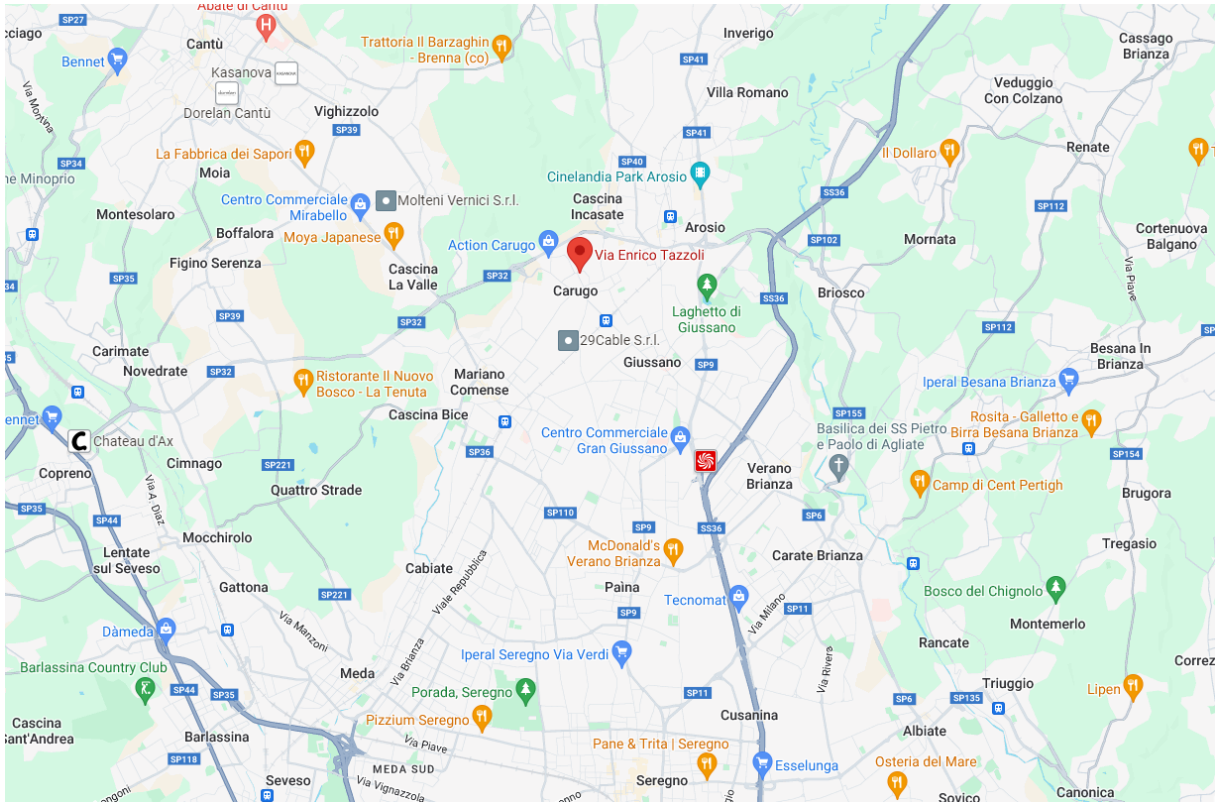 SP27
Abate di Cantù
H
Cantù
Bennet
Kasanova
Dorelan Cantù
Trattoria Il Barzaghin
- Brenna (co)
Inverigo
SP41
Villa Romano
Cassago
Brianza
Veduggio
Con Colzano
Via Montina
Vighizzolo
SP39
La Fabbrica dei Sapori
Moia
SP34
SP40
SP41
Cinelandia Park Arosio
Il Dollaro
Renate
Montesolaro
Centro Commerciale
Mirabello
Molteni Vernici S.r.l.
Cascina
Incasate
SS36
SP112
Boffalora
Moya Japanese
Action Carugo
Arosio
SP102
Mornata
Cortenuova
Balgano
Via Enrico Tazzoli
Figino Serenza
Cascina
La Valle
SP32
Carugo
SP35
Laghetto di
Giussano
SS36
Briosco
Via Piave
SP39
SP32
29Cable S.r.l.
SP112
Carimate
Novedrate
SP32
Giussano
SP9
Besana In
Brianza
Ristorante Il Nuovo
Bosco - La Tenuta
Mariano
Comense
Iperal Besana Brianza
Cascina Bice
SP155
Rosita - Galletto e
Birra Besana Brianza
Chateau d'Ax
Centro Commerciale
Gran Giussano
Basilica dei SS Pietro
e Paolo di Agliate
SP36
SP154
Copreno
Cimnago
SP221
Quattro Strade
Verano
Brianza
Camp di Cent Pertigh
Brugora
SP35
SP44
Via A. Diaz
SP110
SP9
SS36
SP6
Mocchirolo
McDonald's
Verano Brianza
Tregasio
Lentate
sul Seveso
Cabiate
Carate Brianza
Gattona
SP221
Viale Repubblica
Paina
Tecnomat
Bosco del Chignolo
SP9
Via Milano
SP11
Montemerlo
Dàmeda
Via Manzoni
Via Brianza
Iperal Seregno Via Verdi
Rancate
Barlassina Country Club
Meda
Via Rivera
SP44
SP35
Porada, Seregno
SP11
SP6
SP135
Triuggio
Lipen
Pizzium Seregno
Cusanina
Cascina
Sant'Andrea
Barlassina
Via Piave
Pane & Trita | Seregno
Albiate
SP118
MEDA SUD
Esselunga
Osteria del Mare
Seveso
Via Vignazzola
Seregno
Sovico
Canonica